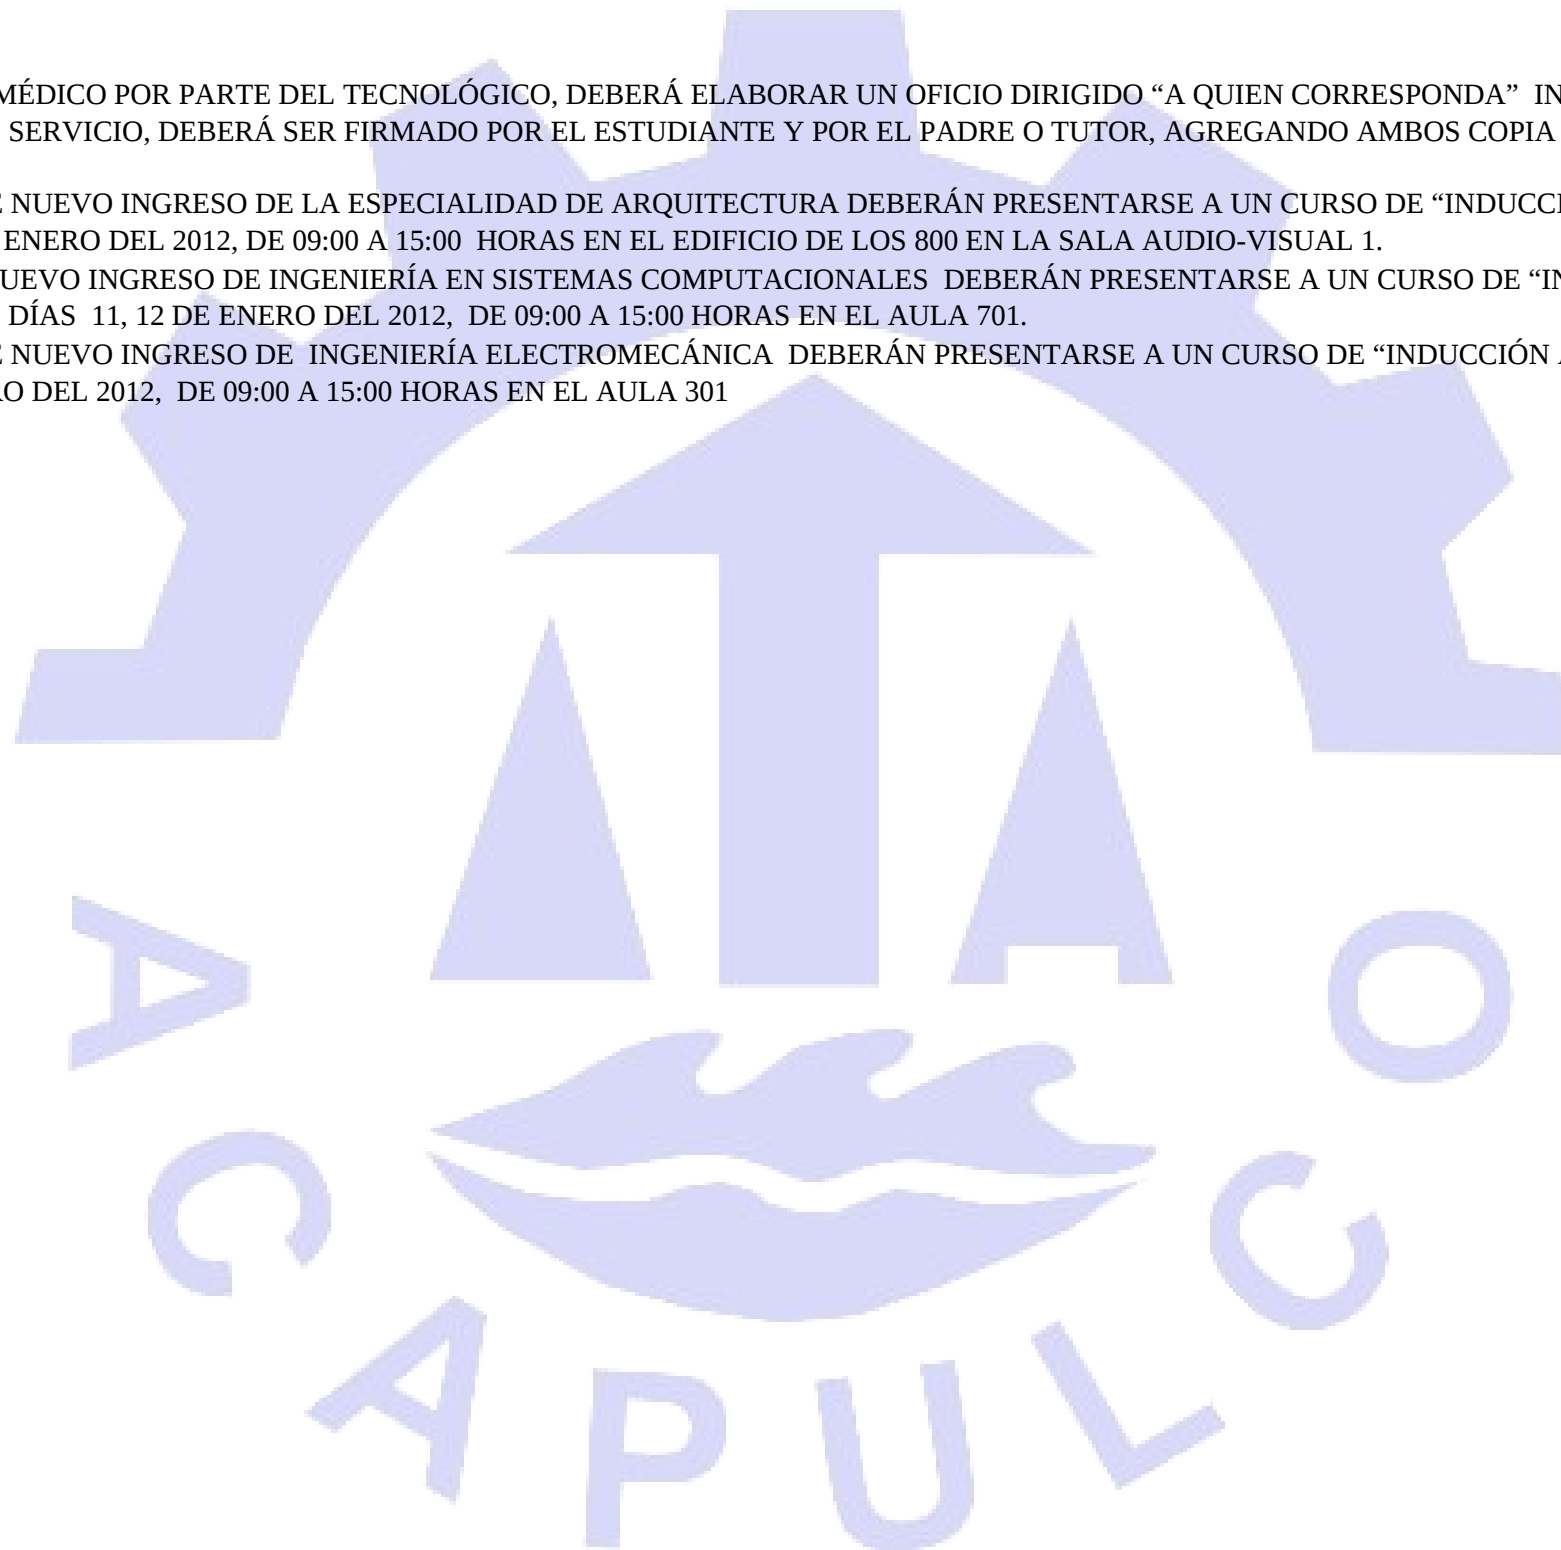 MÉDICO POR PARTE DEL TECNOLÓGICO, DEBERÁ ELABORAR UN OFICIO DIRIGIDO “A QUIEN CORRESPONDA” IN
SERVICIO, DEBERÁ SER FIRMADO POR EL ESTUDIANTE Y POR EL PADRE O TUTOR, AGREGANDO AMBOS COPIA
E NUEVO INGRESO DE LA ESPECIALIDAD DE ARQUITECTURA DEBERÁN PRESENTARSE A UN CURSO DE “INDUCCI
ENERO DEL 2012, DE 09:00 A 15:00 HORAS EN EL EDIFICIO DE LOS 800 EN LA SALA AUDIO-VISUAL 1.
UEVO INGRESO DE INGENIERÍA EN SISTEMAS COMPUTACIONALES DEBERÁN PRESENTARSE A UN CURSO DE “IN
DÍAS 11, 12 DE ENERO DEL 2012, DE 09:00 A 15:00 HORAS EN EL AULA 701.
E NUEVO INGRESO DE INGENIERÍA ELECTROMECÁNICA DEBERÁN PRESENTARSE A UN CURSO DE “INDUCCIÓN A
RO DEL 2012, DE 09:00 A 15:00 HORAS EN EL AULA 301
ITA
ACAPULCO